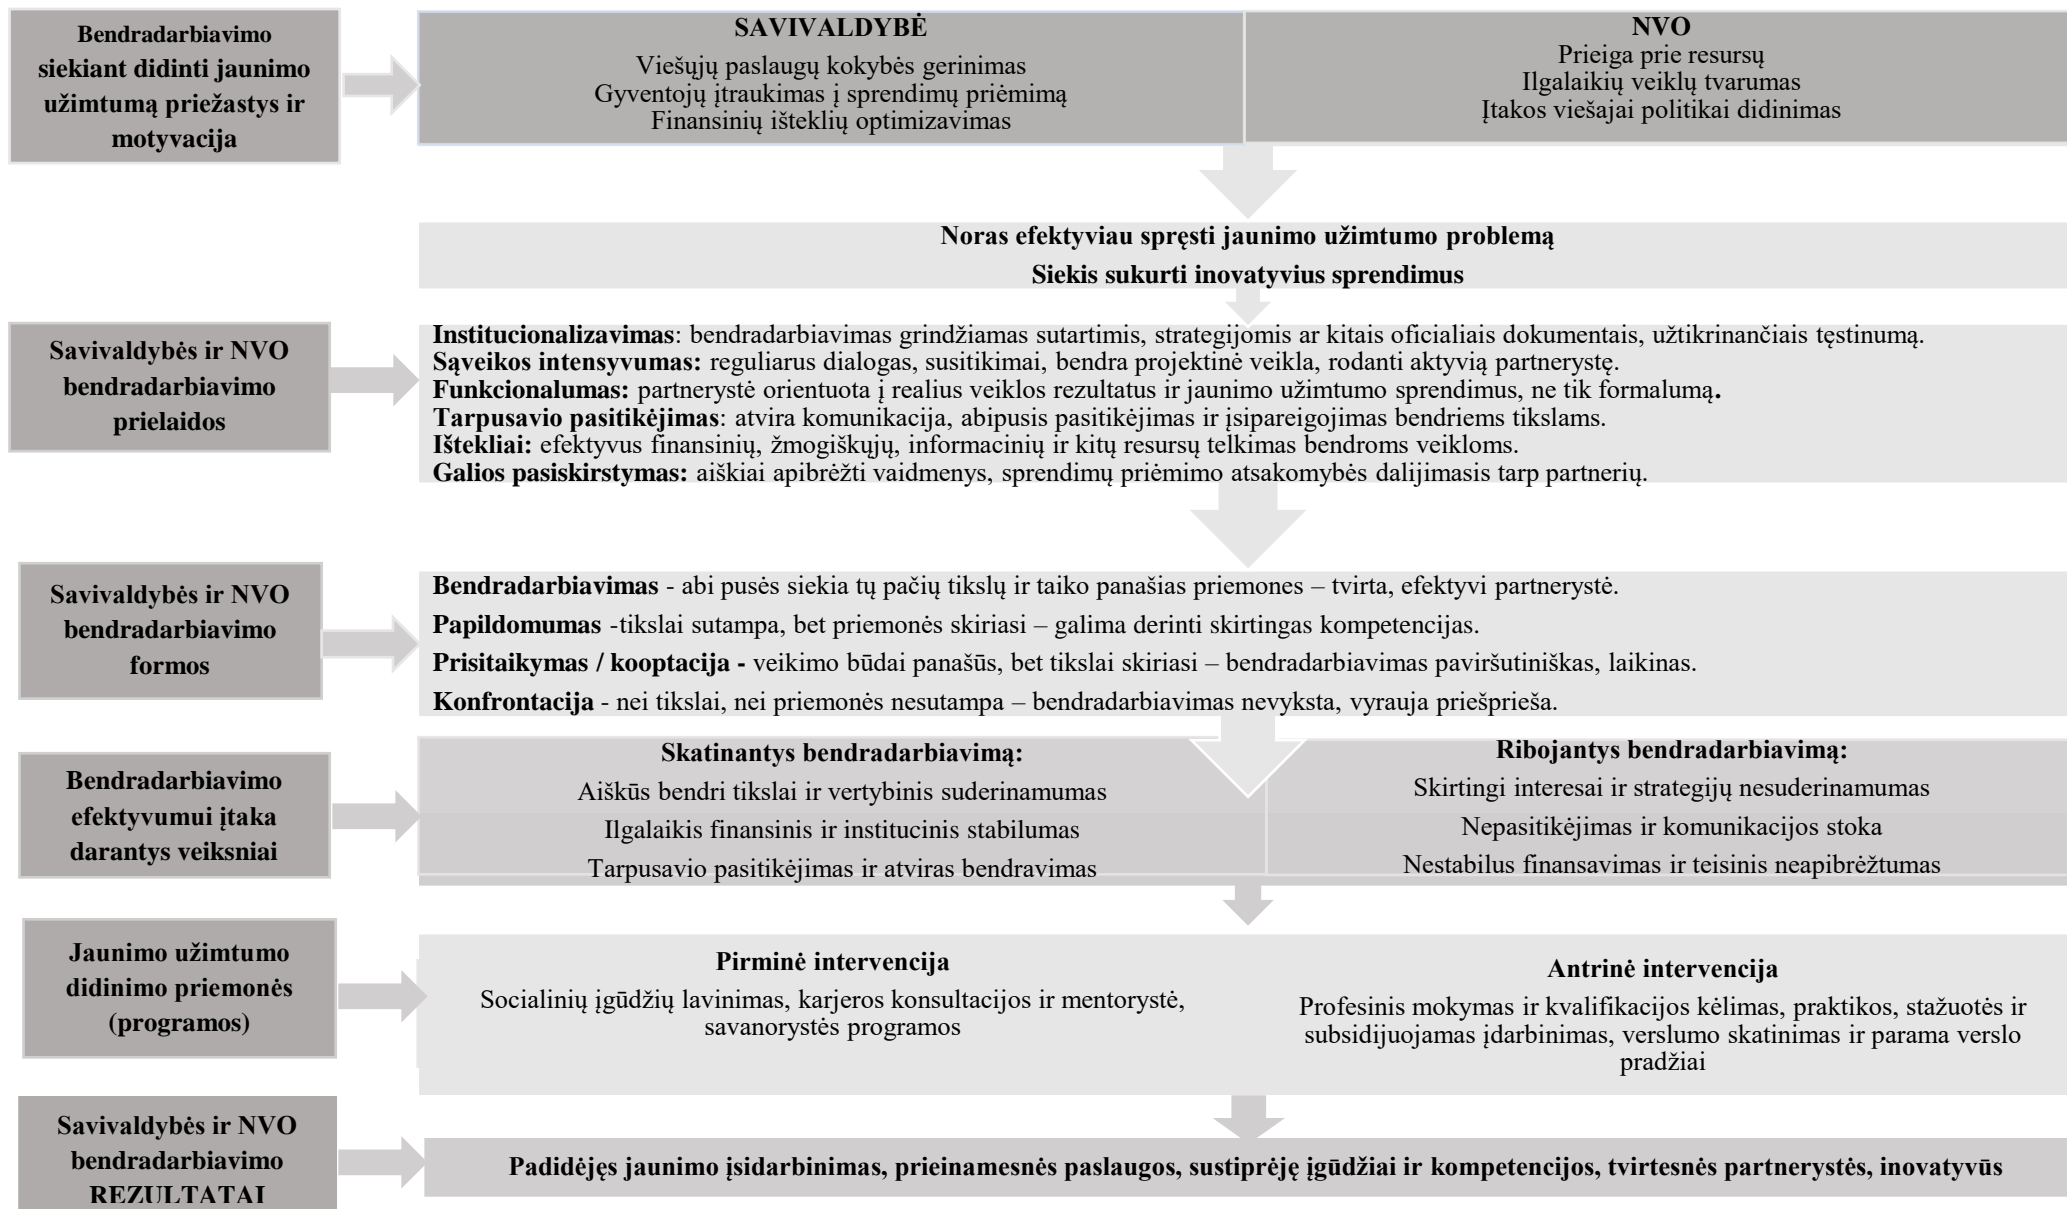 Bendradarbiavimo
siekiant didinti jaunimo
užimtumą priežastys ir
motyvacija
SAVIVALDYBĖ
Viešųjų paslaugų kokybės gerinimas
Gyventojų įtraukimas į sprendimų priėmimą
Finansinių išteklių optimizavimas
NVO
Prieiga prie resursų
Ilgalaikių veiklų tvarumas
Įtakos viešajai politikai didinimas
Noras efektyviau spręsti jaunimo užimtumo problemą
Siekis sukurti inovatyvius sprendimus
Savivaldybės ir NVO
bendradarbiavimo
prielaidos
Institucionalizavimas: bendradarbiavimas grindžiamas sutartimis, strategijomis ar kitais oficialiais dokumentais, užtikrinančiais tęstinumą.
Sąveikos intensyvumas: reguliarus dialogas, susitikimai, bendra projektinė veikla, rodanti aktyvią partnerystę.
Funkcionalumas: partnerystė orientuota į realius veiklos rezultatus ir jaunimo užimtumo sprendimus, ne tik formalumą.
Tarpusavio pasitikėjimas: atvira komunikacija, abipusis pasitikėjimas ir įsipareigojimas bendriems tikslams.
Ištekliai: efektyvus finansinių, žmogiškųjų, informacinių ir kitų resursų telkimas bendroms veikloms.
Galios pasiskirstymas: aiškiai apibrėžti vaidmenys, sprendimų priėmimo atsakomybės dalijimasis tarp partnerių.
Savivaldybės ir NVO
bendradarbiavimo
formos
Bendradarbiavimas - abi pusės siekia tų pačių tikslų ir taiko panašias priemones – tvirta, efektyvi partnerystė.
Papildomumas -tikslai sutampa, bet priemonės skiriasi – galima derinti skirtingas kompetencijas.
Prisitaikymas / kooptacija - veikimo būdai panašūs, bet tikslai skiriasi – bendradarbiavimas paviršutiniškas, laikinas.
Konfrontacija - nei tikslai, nei priemonės nesutampa – bendradarbiavimas nevyksta, vyrauja priešprieša.
Bendradarbiavimo
efektyvumui įtaka
darantys veiksniai
Skatinantys bendradarbiavimą:
Aiškūs bendri tikslai ir vertybinis suderinamumas
Ilgalaikis finansinis ir institucinis stabilumas
Tarpusavio pasitikėjimas ir atviras bendravimas
Ribojantys bendradarbiavimą:
Skirtingi interesai ir strategijų nesuderinamumas
Nepasitikėjimas ir komunikacijos stoka
Nestabilus finansavimas ir teisinis neapibrėžtumas
Jaunimo užimtumo
didinimo priemonės
(programos)
Pirminė intervencija
Socialinių įgūdžių lavinimas, karjeros konsultacijos ir mentorystė,
savanorystės programos
Antrinė intervencija
Profesinis mokymas ir kvalifikacijos kėlimas, praktikos, stažuotės ir
subsidijuojamas įdarbinimas, verslumo skatinimas ir parama verslo
pradžiai
Savivaldybės ir NVO
bendradarbiavimo
REZULTATAI
Padidėjęs jaunimo įsidarbinimas, prieinamesnės paslaugos, sustiprėję įgūdžiai ir kompetencijos, tvirtesnės partnerystės, inovatyvūs